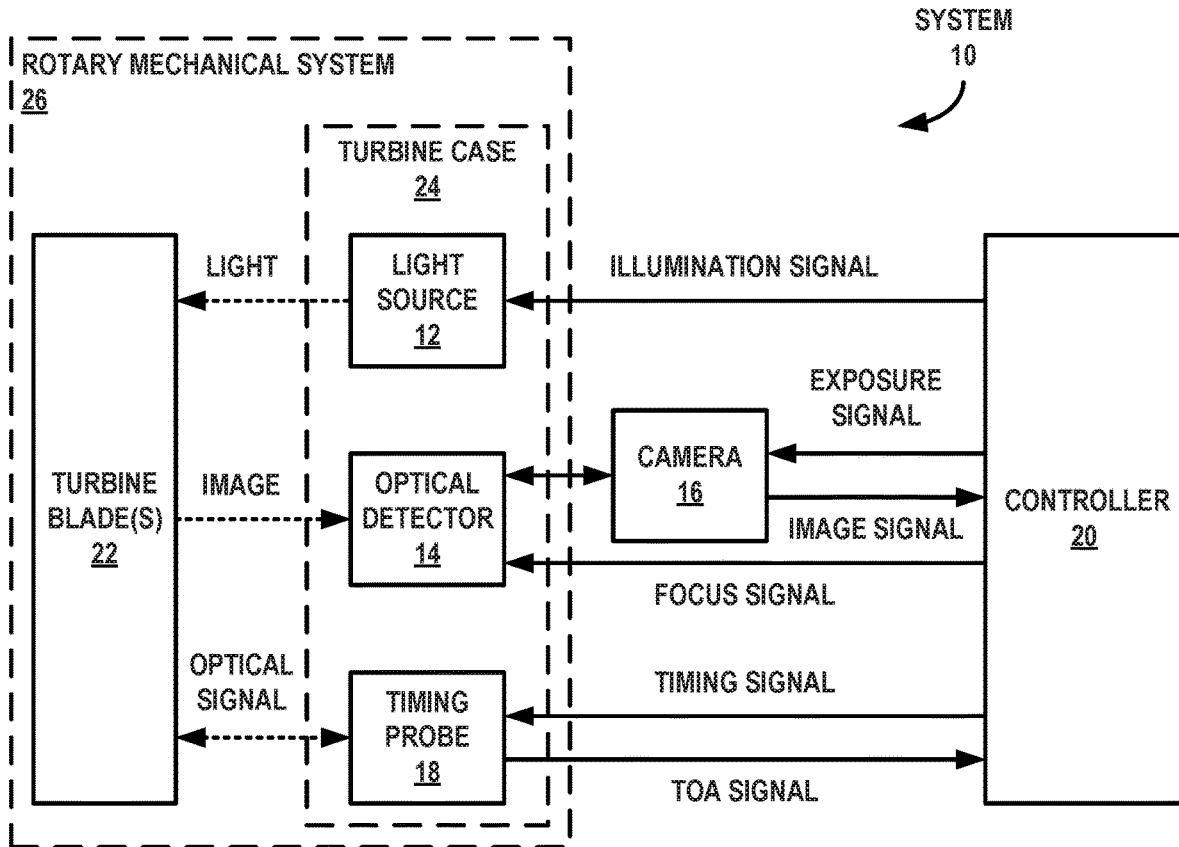 SYSTEM
10
ROTARY MECHANICAL SYSTEM
26
TURBINE CASE
24
LIGHT
LIGHT
SOURCE
12
ILLUMINATION SIGNAL
EXPOSURE
SIGNAL
TURBINE
BLADE(S)
22
IMAGE
OPTICAL
DETECTOR
14
CAMERA
16
IMAGE SIGNAL
CONTROLLER
20
FOCUS SIGNAL
OPTICAL
SIGNAL
TIMING
PROBE
18
TIMING SIGNAL
TOA SIGNAL